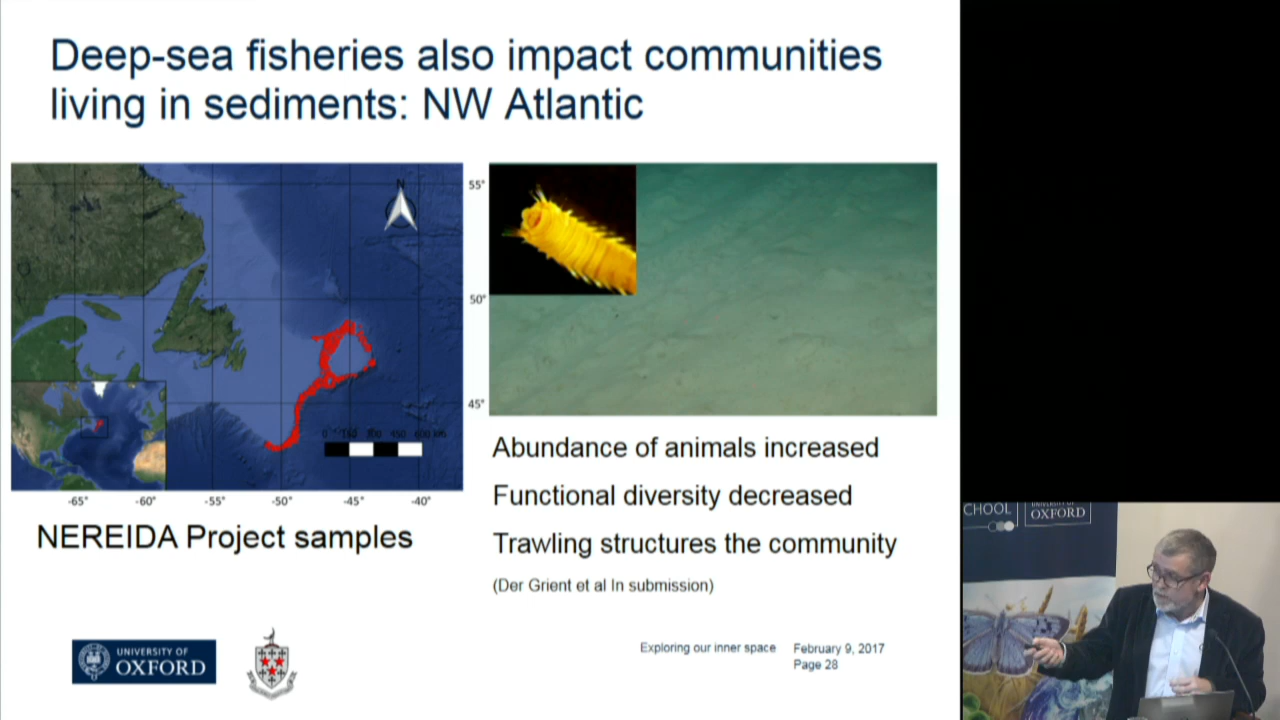 Deep-sea fisheries also impact communities
living in sediments: NW Atlantic
N
55°
50°
45°
-65°
-60°
-55°
-50°
-45°
-40°
NEREIDA Project samples
Abundance of animals increased
Functional diversity decreased
Trawling structures the community
(Der Grient et al In submission)
UNIVERSITY OF
OXFORD
Exploring our inner space
February 9, 2017
Page 28
CHOOL
UNIVERSITY OF
OXFORD